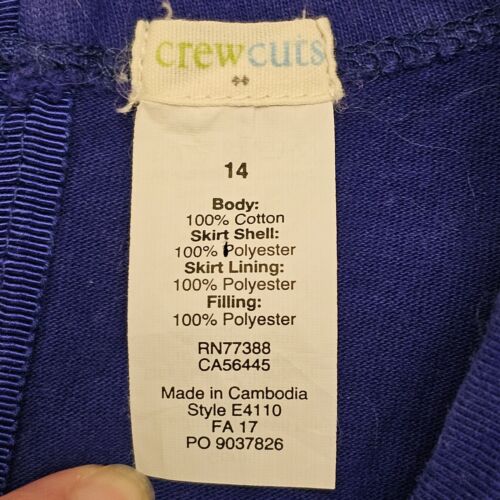 crewcuts
14
Body:
100% Cotton
Skirt Shell:
100% Polyester
Skirt Lining:
100% Polyester
Filling:
100% Polyester
RN77388
CA56445
Made in Cambodia
Style E4110
FA 17
PO 9037826